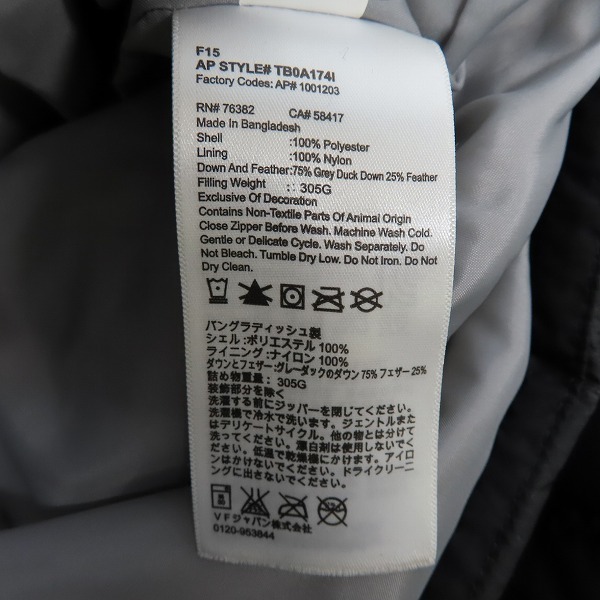 F15
AP STYLE# TB0A174I
Factory Codes: AP# 1001203
RN# 76382 CA# 58417
Made In Bangladesh
Shell :100% Polyester
Lining :100% Nylon
Down And Feather:75% Grey Duck Down 25% Feather
Filling Weight : 305G
Exclusive Of Decoration
Contains Non-Textile Parts Of Animal Origin
Close Zipper Before Wash. Machine Wash Cold.
Gentle or Delicate Cycle. Wash Separately. Do
Not Bleach. Tumble Dry Low. Do Not Iron. Do Not
Dry Clean.
バングラディッシュ製
シェル:ポリエステル 100%
ライニング:ナイロン 100%
ダウンとフェザー:グレーダックのダウン 75% フェザー 25%
詰め物重量: 305G
装飾部分を除く
洗濯する前にジッパーを閉じてください。
洗濯機で冷水で洗います。ジェントルまた
はデリケートサイクル。他の物とは分けて
洗ってください。漂白剤は使用しないでく
ださい。低温で乾燥機にかけます。アイロ
ンはかけないでください。ドライクリーニ
ングに出さないでください。
VFジャパン株式会社
0120-953844